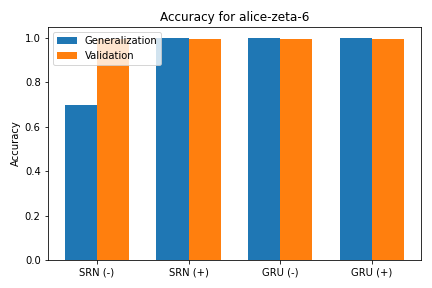 Accuracy for alice-zeta-6
Generalization
Validation
Accuracy
1.0
0.8
0.6
0.4
0.2
0.0
SRN (-)
SRN (+)
GRU (-)
GRU (+)